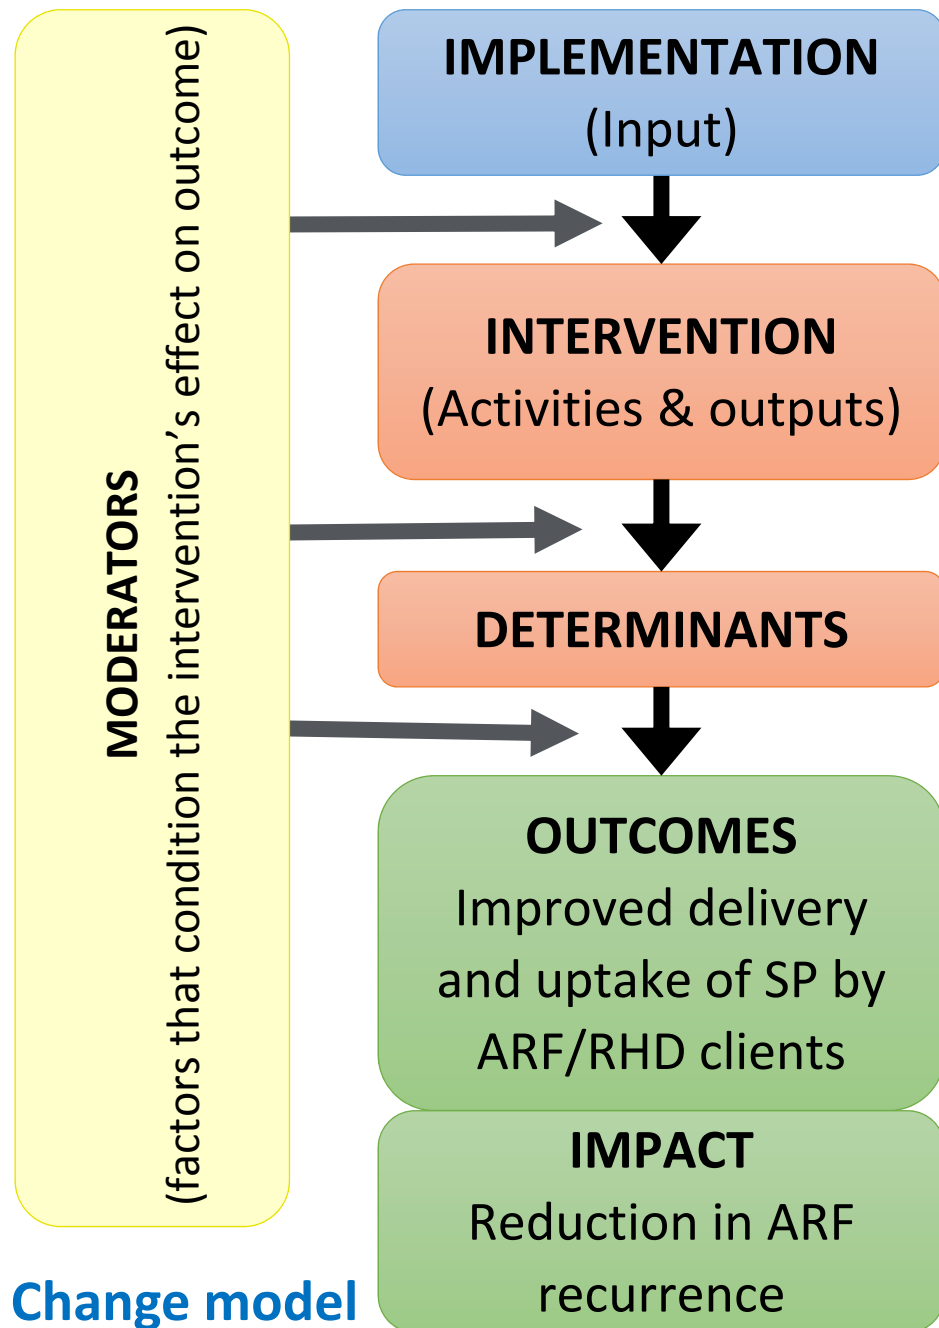 MODERATORS
(factors that condition the intervention’s effect on outcome)
IMPLEMENTATION
(Input)
INTERVENTION
(Activities & outputs)
DETERMINANTS
OUTCOMES
Improved delivery
and uptake of SP by
ARF/RHD clients
IMPACT
Reduction in ARF
recurrence
Change model